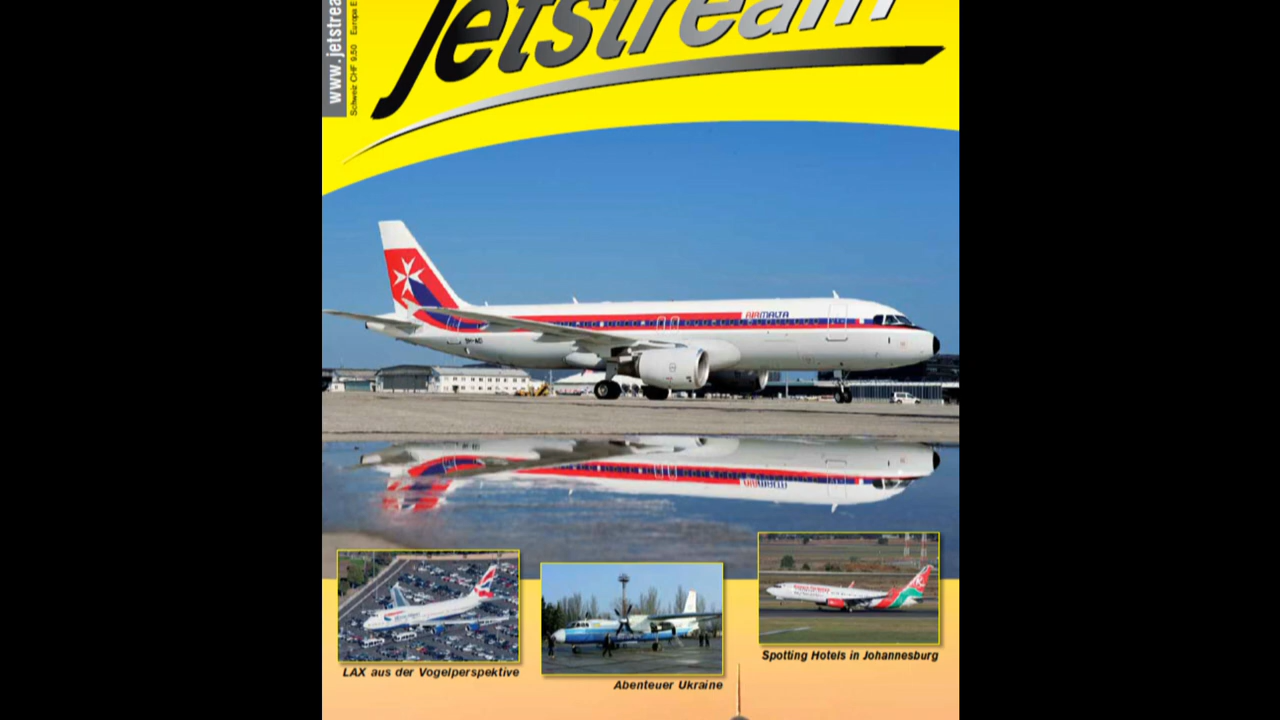 Jetstream
www.jetstrea
Schweiz CHF 9.50 Europa E
AIRMALTA
LAX aus der Vogelperspektive
Abenteuer Ukraine
Spotting Hotels in Johannesburg